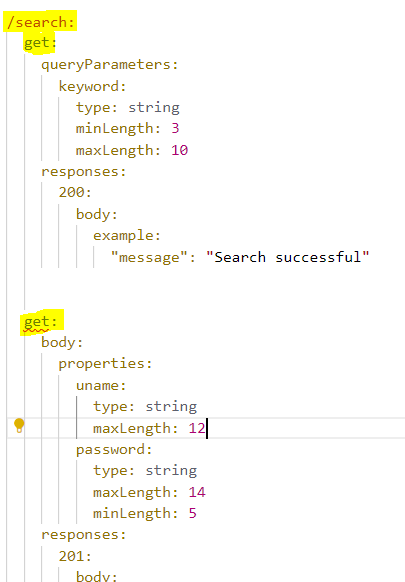 /search:
  get:
    queryParameters:
      keyword:
        type: string
        minLength: 3
        maxLength: 10
    responses:
      200:
        body:
          example:
            "message": "Search successful"
  get:
    body:
      properties:
        uname:
          type: string
          maxLength: 12
        password:
          type: string
          maxLength: 14
          minLength: 5
    responses:
      201:
        body: